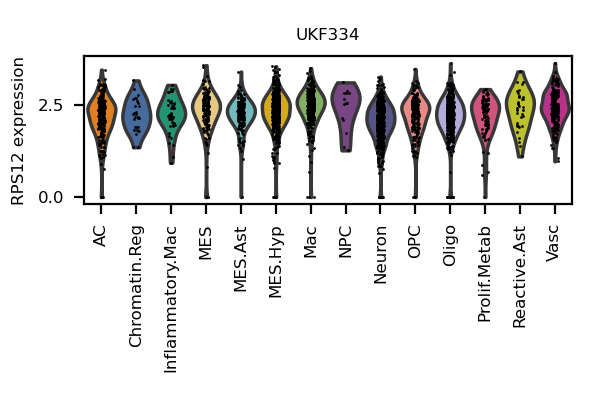 UKF334
RPS12 expression
2.5
0.0
AC
Chromatin.Reg
Inflammatory.Mac
MES
MES.Ast
MES.Hyp
Mac
NPC
Neuron
OPC
Oligo
Prolif.Metab
Reactive.Ast
Vasc